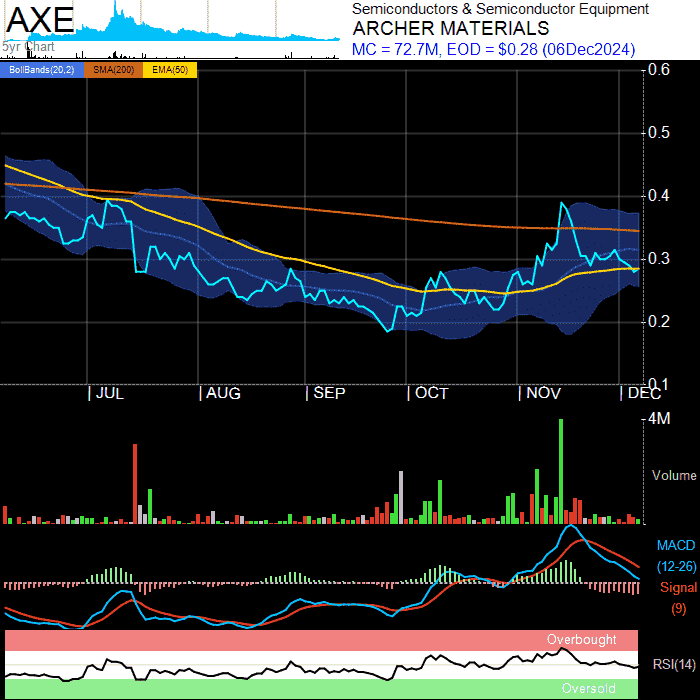 AXE
5yr Chart
Semiconductors & Semiconductor Equipment
ARCHER MATERIALS
MC = 72.7M, EOD = $0.28 (06Dec2024)
BollBands(20,2) SMA(200) EMA(50)
0.6
0.5
0.4
0.3
0.2
0.1
| JUL | AUG | SEP | OCT | NOV | DEC
4M
Volume
MACD
(12-26)
Signal
(9)
Overbought
RSI(14)
Oversold